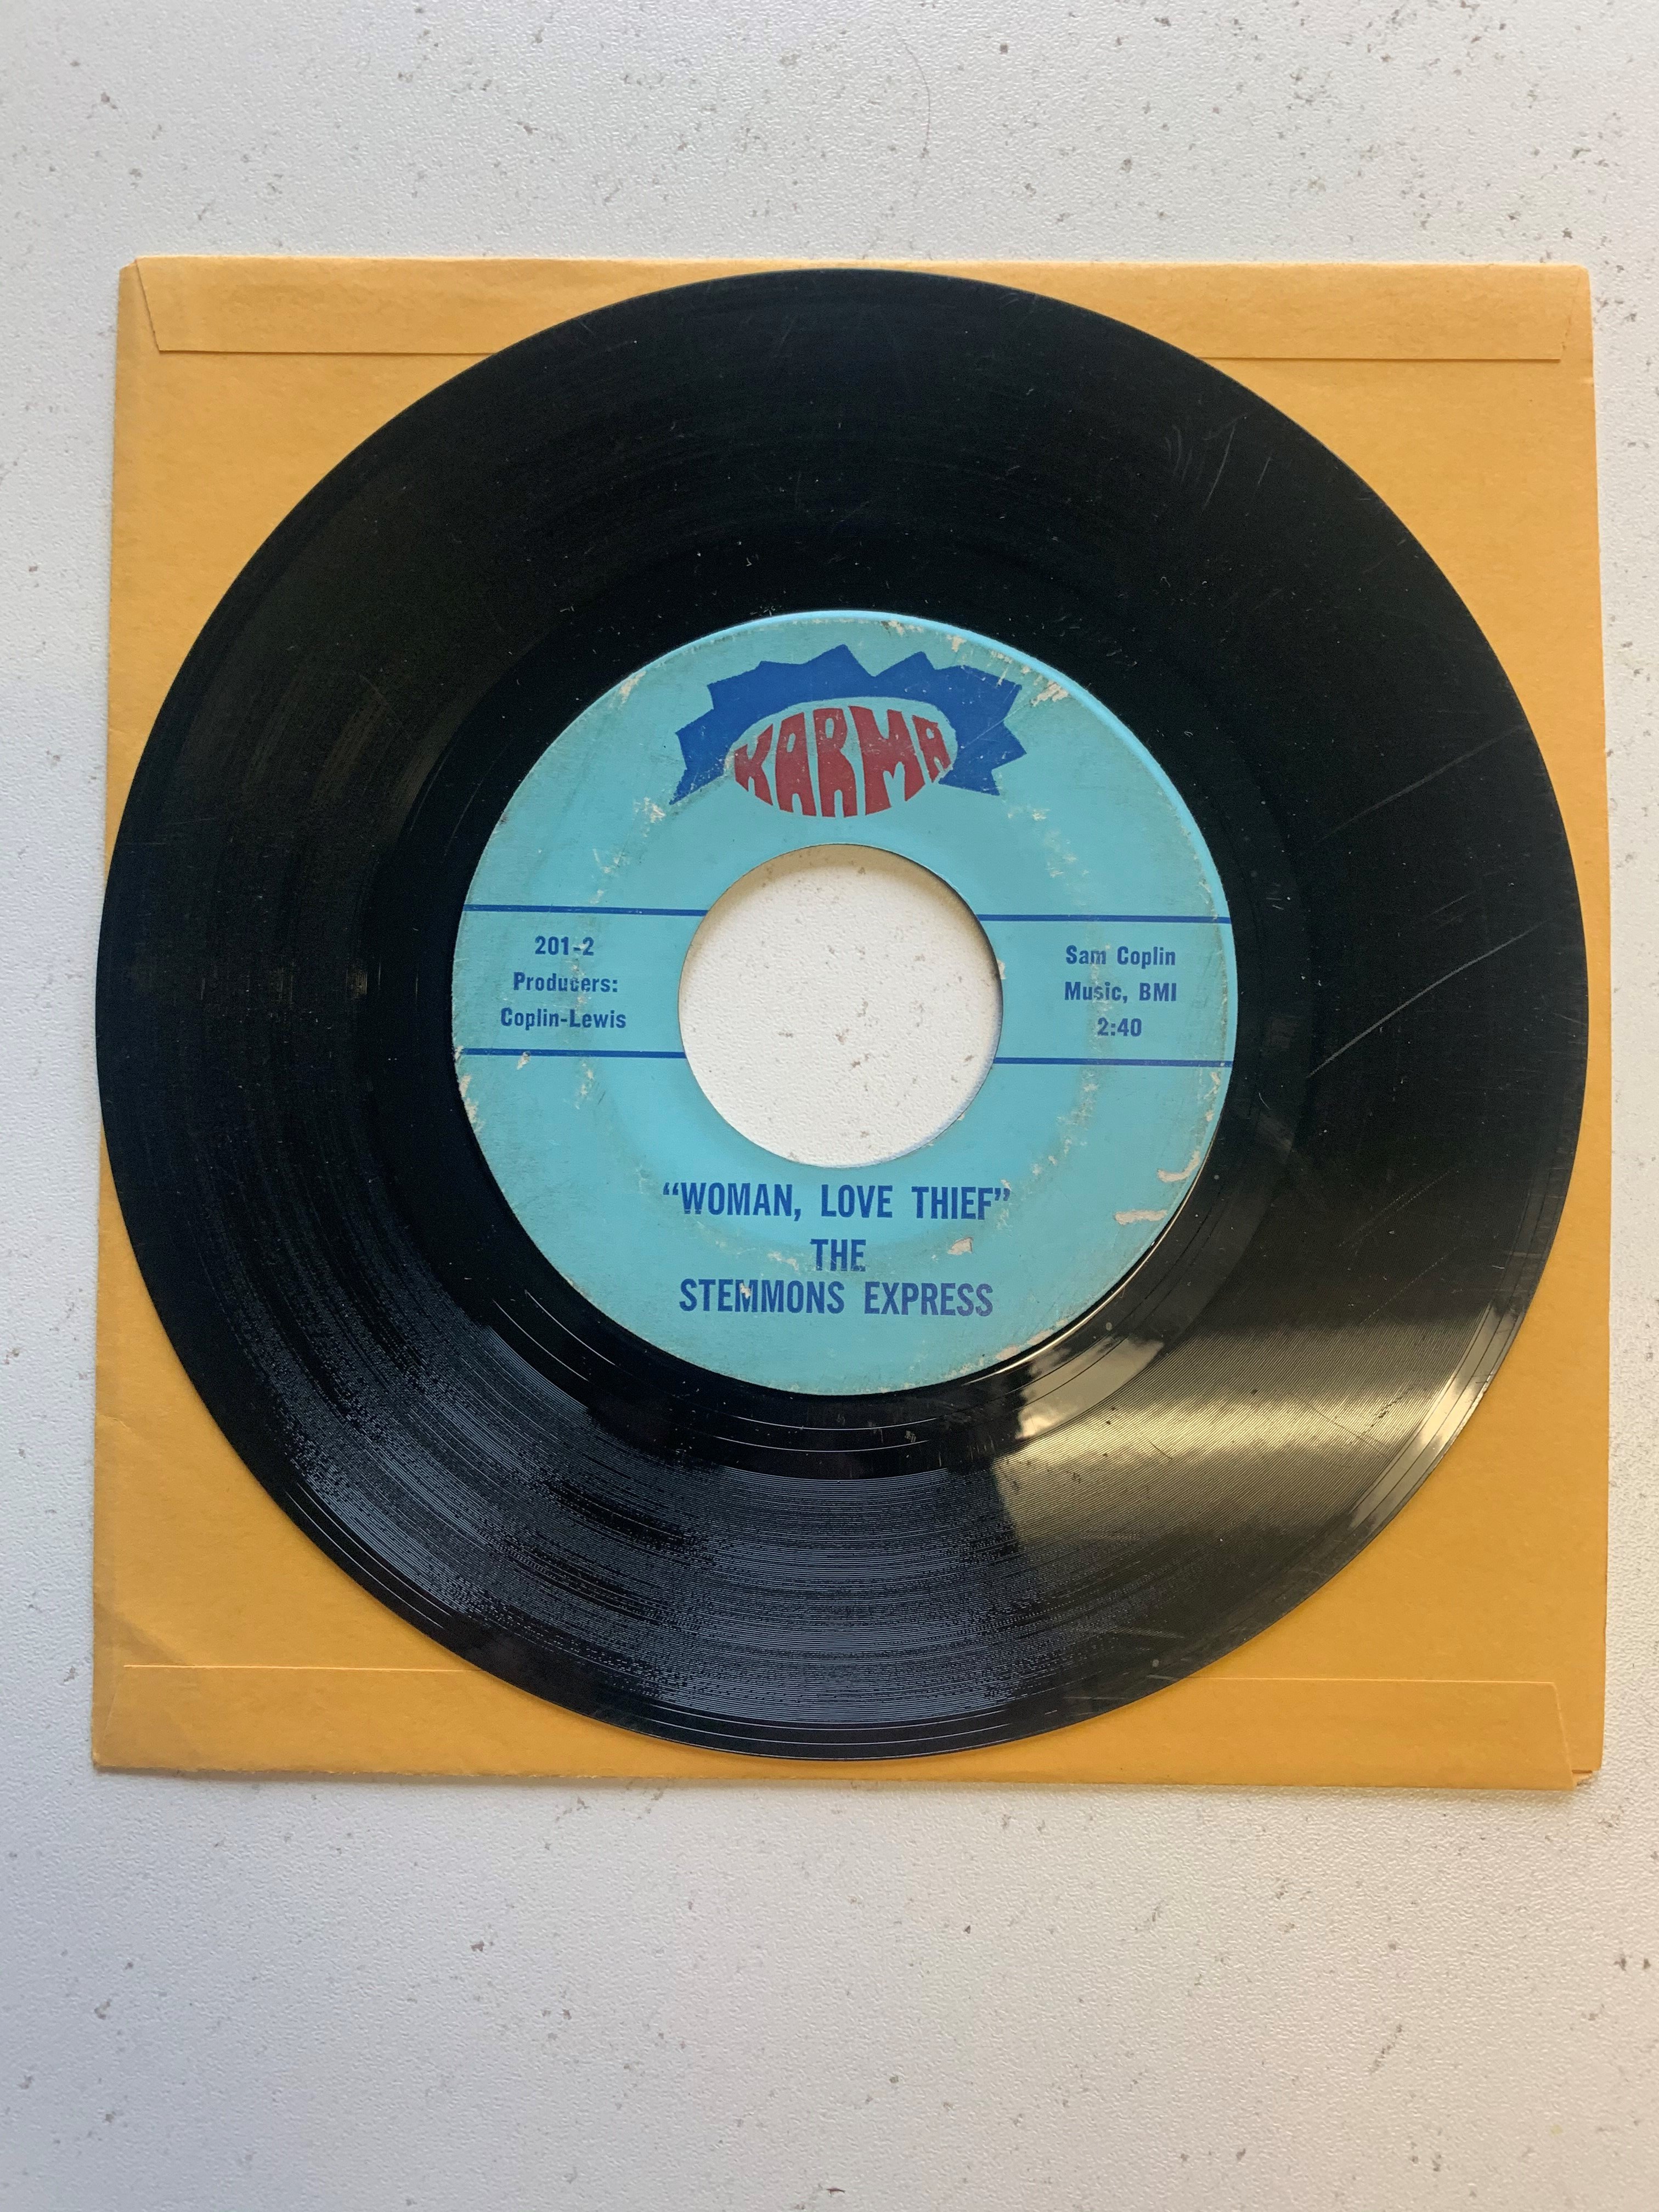 KARMA
201-2
Producers:
Coplin-Lewis
Sam Coplin
Music, BMI
2:40
“WOMAN, LOVE THIEF”
THE
STEMMONS EXPRESS